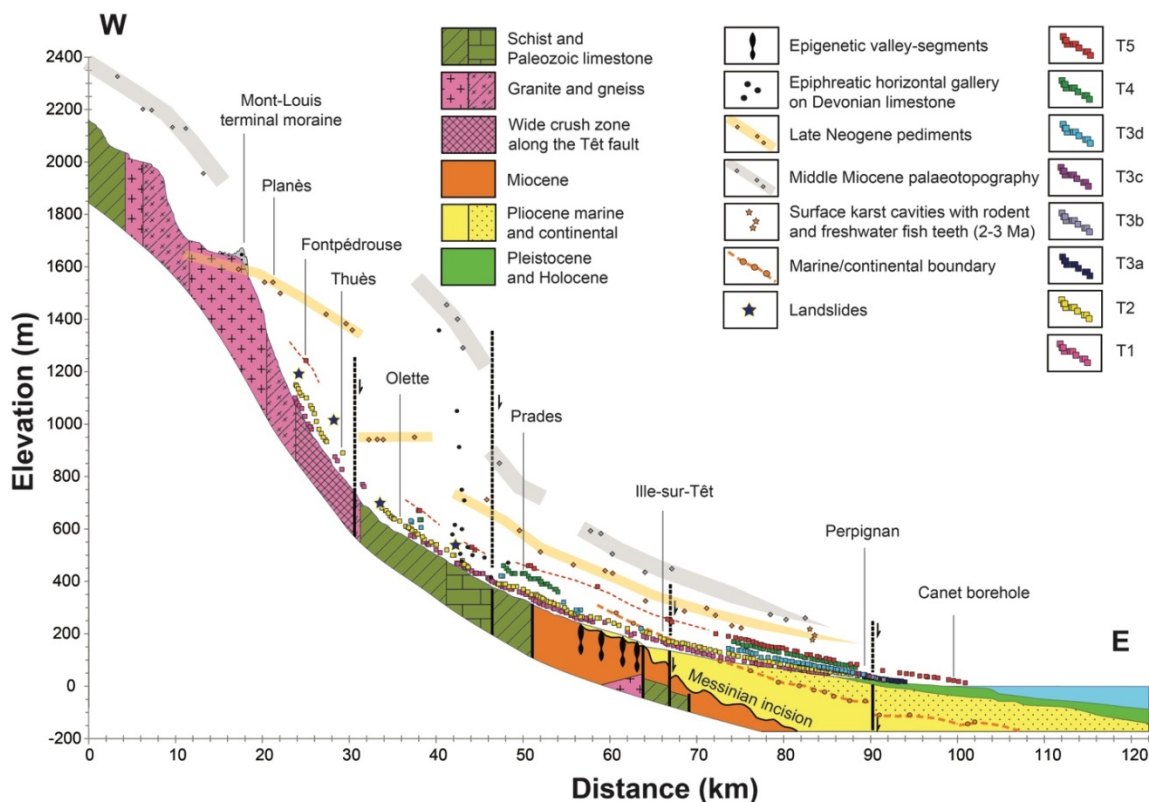 W
2400
2200
2000
1800
1600
1400
1200
1000
800
600
400
200
0
-200
Elevation (m)
Mont-Louis
terminal moraine
Planès
Fontpédrouse
Thuès
Olette
Prades
Ille-sur-Têt
Perpignan
Canet borehole
E
Messinian incision
Schist and
Paleozoic limestone
Granite and gneiss
Wide crush zone
along the Têt fault
Miocene
Pliocene marine
and continental
Pleistocene
and Holocene
Epigenetic valley-segments
Epiphreatic horizontal gallery
on Devonian limestone
Late Neogene pediments
Middle Miocene palaeotopography
Surface karst cavities with rodent
and freshwater fish teeth (2-3 Ma)
Marine/continental boundary
Landslides
T5
T4
T3d
T3c
T3b
T3a
T2
T1
0 10 20 30 40 50 60 70 80 90 100 110 120
Distance (km)